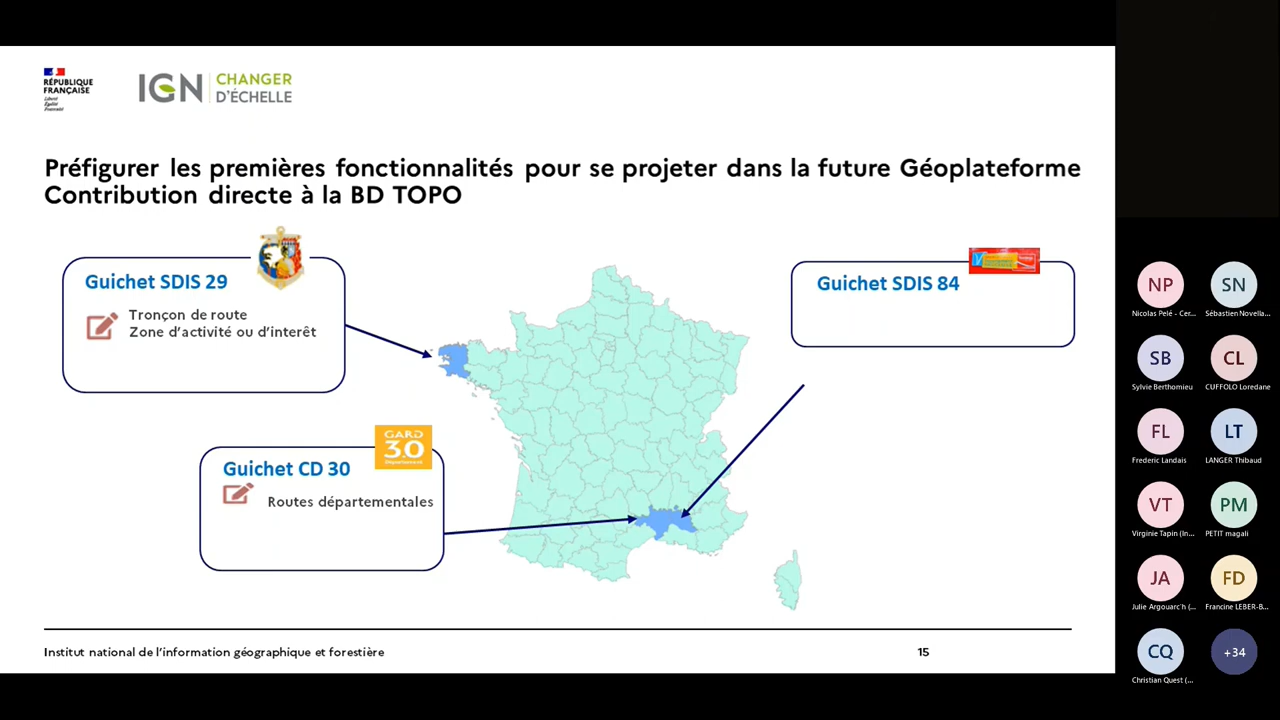 RÉPUBLIQUE
FRANÇAISE
Liberté
Égalité
Fraternité
IGN
CHANGER
D'ÉCHELLE
Préfigurer les premières fonctionnalités pour se projeter dans la future Géoplateforme
Contribution directe à la BD TOPO
Guichet SDIS 29
Tronçon de route
Zone d'activité ou d'interêt
Guichet SDIS 84
GARD
30
Département
Guichet CD 30
Routes départementales
Institut national de l'information géographique et forestière
15
NP
Nicolas Pelé - Cer...
SN
Sébastien Novella...
SB
Sylvie Berthomieu
CL
CUFFOLO Loredane
FL
Frederic Landais
LT
LANGER Thibaud
VT
Virginie Tapin (In...
PM
PETIT magali
JA
Julie Argouarc'h (...
FD
Francine LEBER-B...
CQ
Christian Quest (...
+34